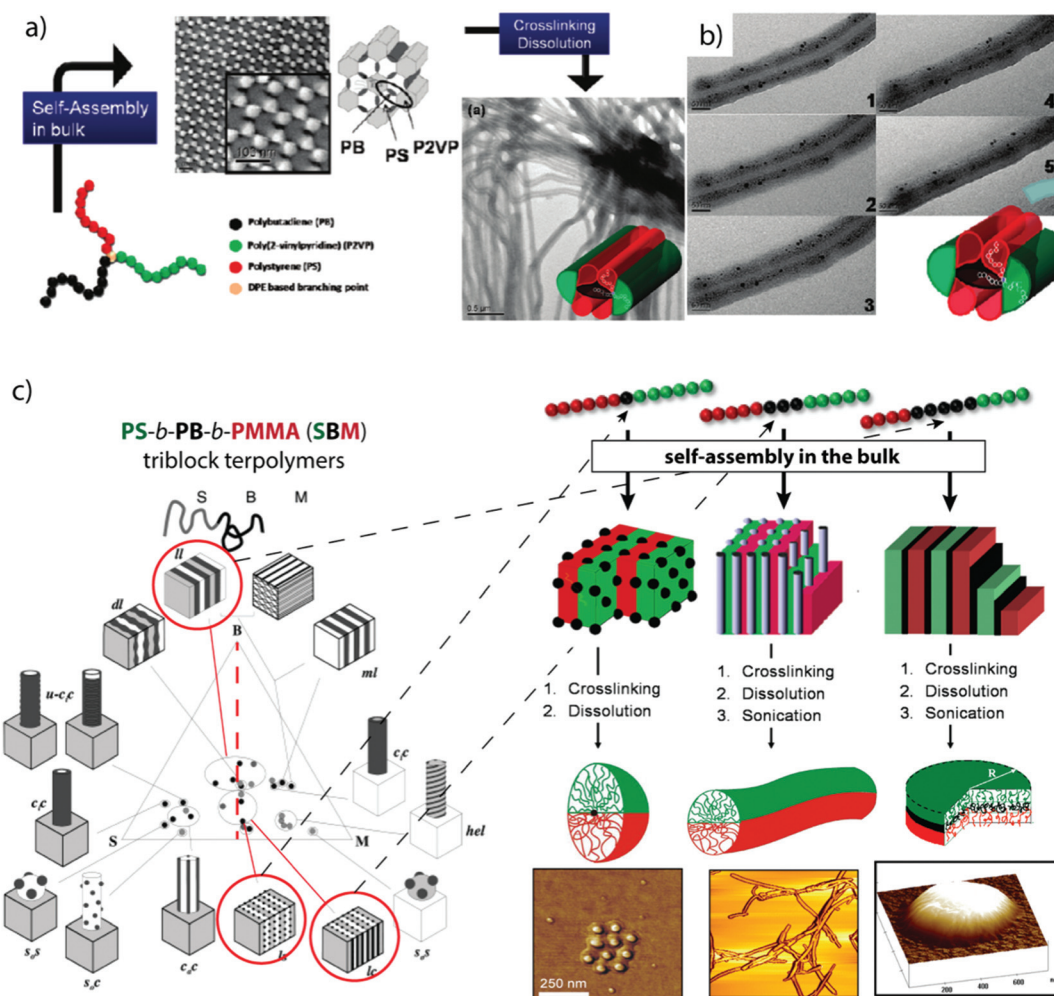 a)
Self-Assembly
in bulk
100 nm
PB
PS
P2VP
Polybutadiene (PB)
Poly(2-vinylpyridine) (P2VP)
Polystyrene (PS)
DPE based branching point
Crosslinking
Dissolution
(a)
0.5 µm
b)
1
2
3
4
5
c)
PS-b-PB-b-PMMA (SBM)
triblock terpolymers
S B M
ll
dl
B
ml
u-cic
cic
cic
hel
S
M
sos
soc
coc
ls
lc
sos
self-assembly in the bulk
1. Crosslinking
2. Dissolution
1. Crosslinking
2. Dissolution
3. Sonication
1. Crosslinking
2. Dissolution
3. Sonication
R
250 nm
200 400 600